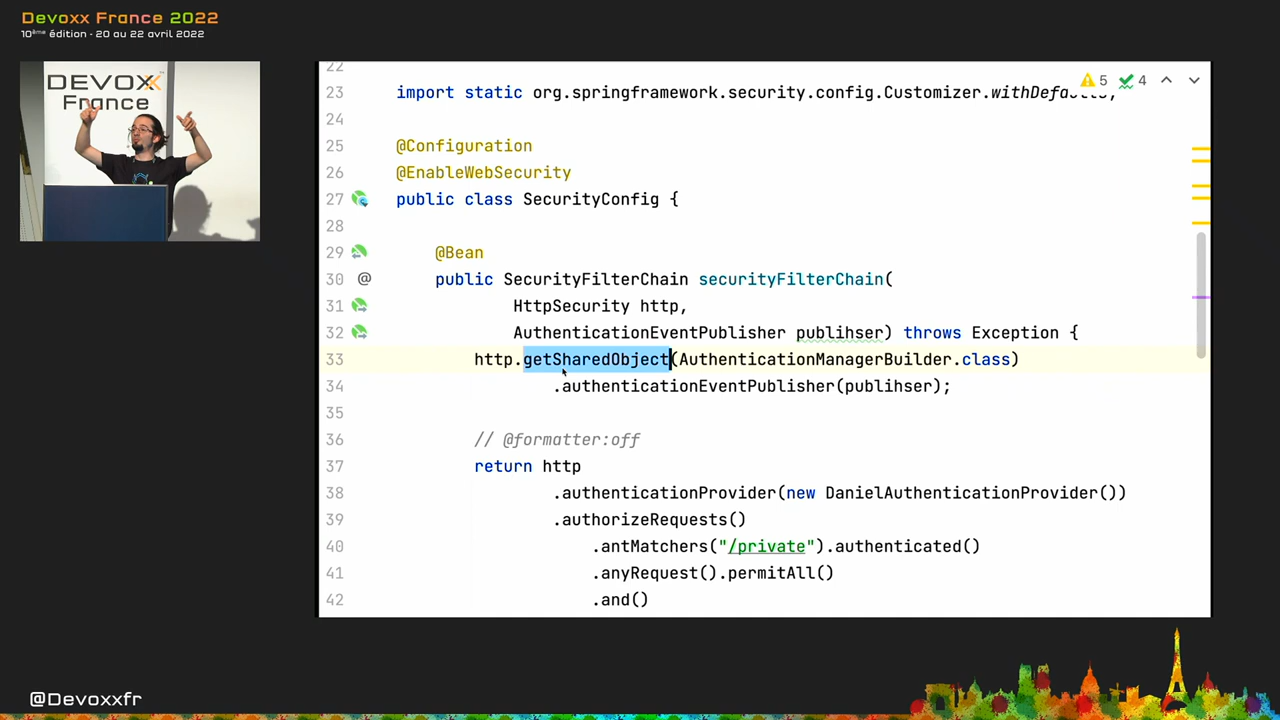 Devoxx France 2022
10ème édition - 20 au 22 avril 2022
DEVOXX
France
22
5 4
23 import static org.springframework.security.config.Customizer.withDefaults;
24
25 @Configuration
26 @EnableWebSecurity
27 public class SecurityConfig {
28
29 @Bean
30 @ public SecurityFilterChain securityFilterChain(
31 HttpSecurity http,
32 AuthenticationEventPublisher publihser) throws Exception {
33 http.getSharedObject(AuthenticationManagerBuilder.class)
34 .authenticationEventPublisher(publihser);
35
36 // @formatter:off
37 return http
38 .authenticationProvider(new DanielAuthenticationProvider())
39 .authorizeRequests()
40 .antMatchers("/private").authenticated()
41 .anyRequest().permitAll()
42 .and()
@Devoxxfr